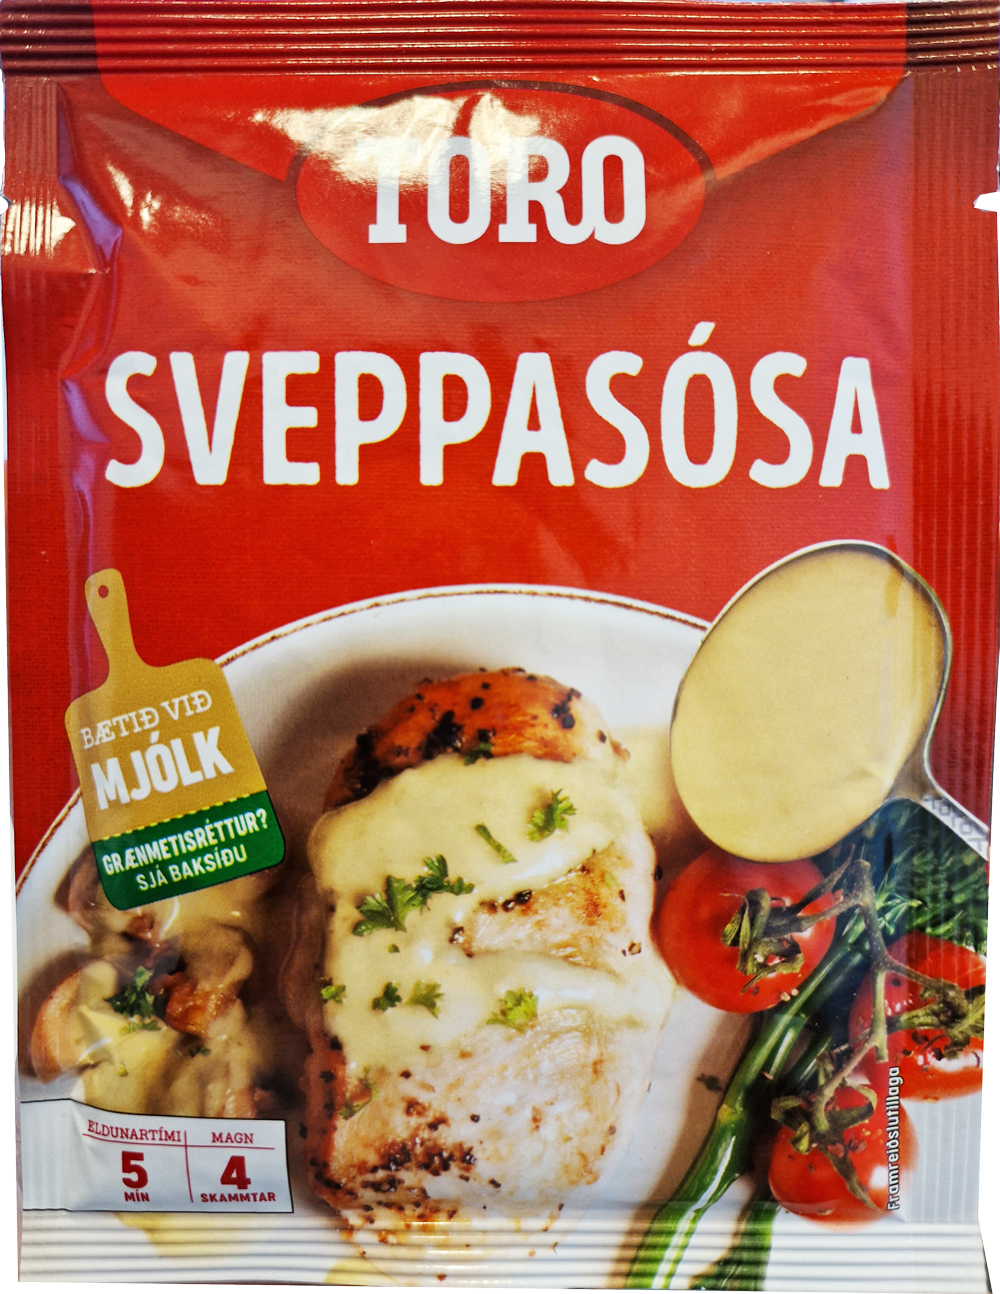 TORO
SVEPPASÓSA
BÆTIÐ VIÐ
MJÓLK
GRÆNMETISRÉTTUR?
SJÁ BAKSÍÐU
ELDUNARTÍMI
5
MÍN
MAGN
4
SKAMMTAR
Framreiðslutillaga